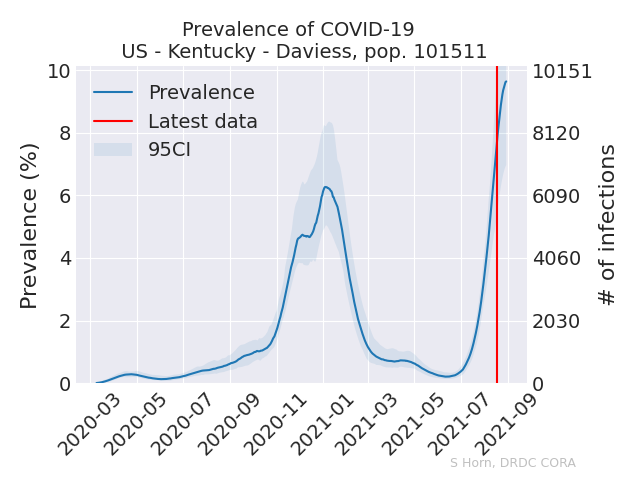 Prevalence of COVID-19
US - Kentucky - Daviess, pop. 101511
Prevalence
Latest data
95CI
Prevalence (%)
10
8
6
4
2
0
10151
8120
6090
4060
2030
0
# of infections
2020-03
2020-05
2020-07
2020-09
2020-11
2021-01
2021-03
2021-05
2021-07
2021-09
S Horn, DRDC CORA